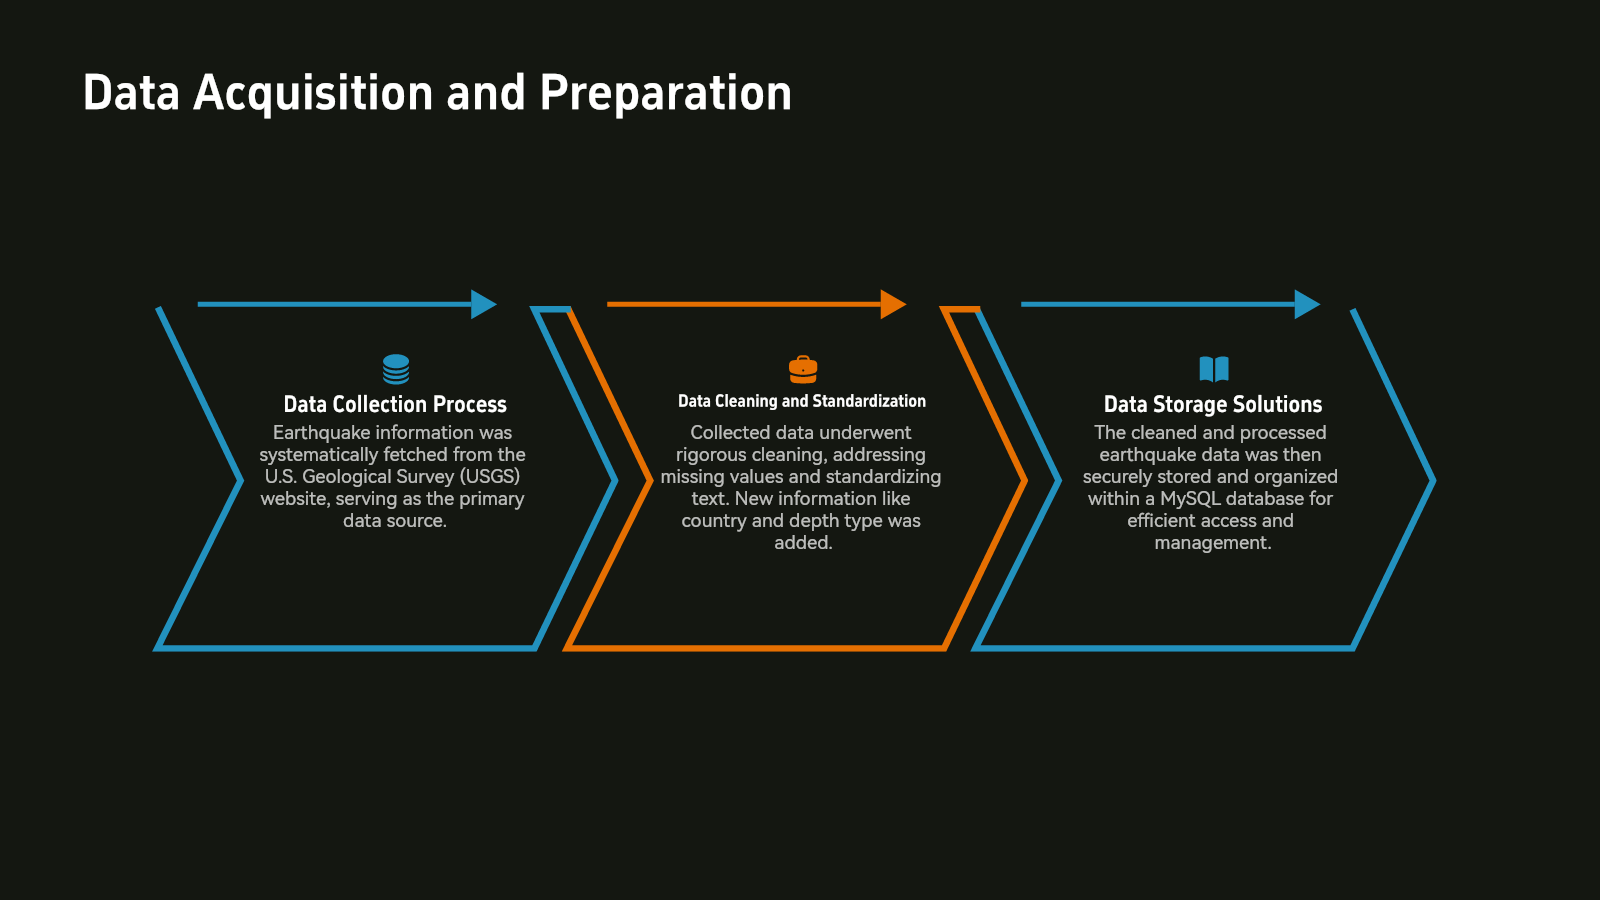 Data Acquisition and Preparation
Data Collection Process
Earthquake information was
systematically fetched from the
U.S. Geological Survey (USGS)
website, serving as the primary
data source.
Data Cleaning and Standardization
Collected data underwent
rigorous cleaning, addressing
missing values and standardizing
text. New information like
country and depth type was
added.
Data Storage Solutions
The cleaned and processed
earthquake data was then
securely stored and organized
within a MySQL database for
efficient access and
management.